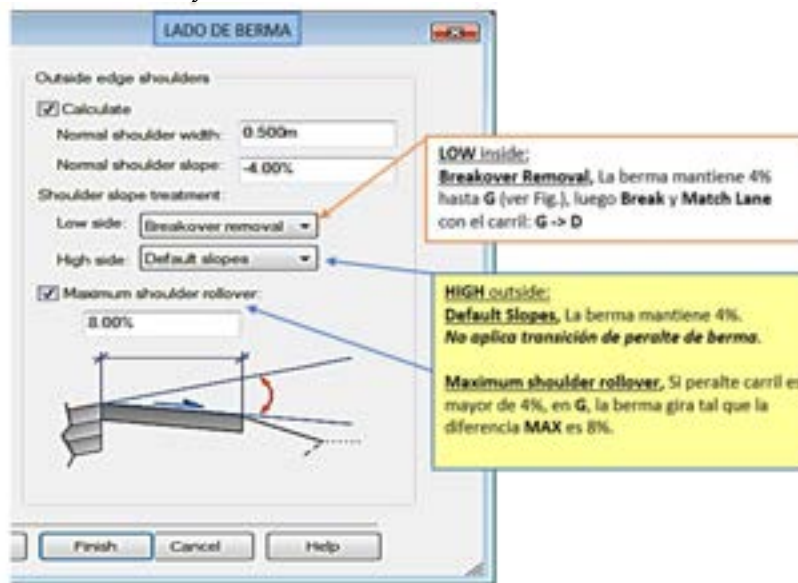 LADO DE BERMA
Outside edge shoulders
Calculate
Normal shoulder width: 0.500m
Normal shoulder slope: -4.00%
Shoulder slope treatment:
Low side: Breakover removal
High side: Default slopes
Maximum shoulder rollover:
8.00%
Finish Cancel Help
LOW inside:
Breakover Removal, La berma mantiene 4%
hasta G (ver Fig.), luego Break y Match Lane
con el carril: G -> D
HIGH outside:
Default Slopes, La berma mantiene 4%.
No aplica transición de peralte de berma.
Maximum shoulder rollover, Si peralte carril es
mayor de 4%, en G, la berma gira tal que la
diferencia MAX es 8%.